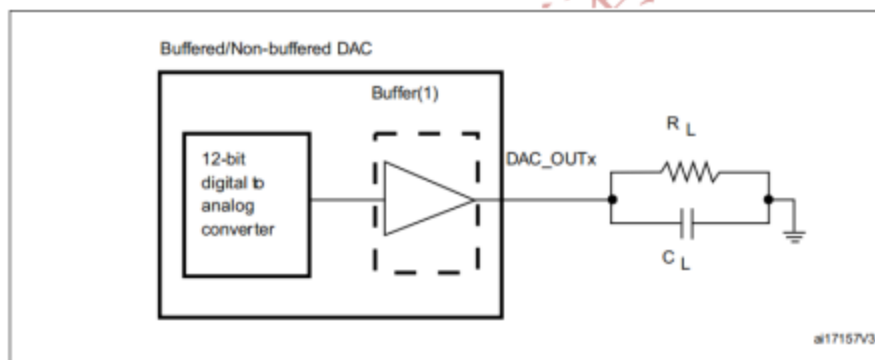 Buffered/Non-buffered DAC
Buffer(1)
12-bit
digital to
analog
converter
DAC_OUTx
R L
C L
ai17157V3